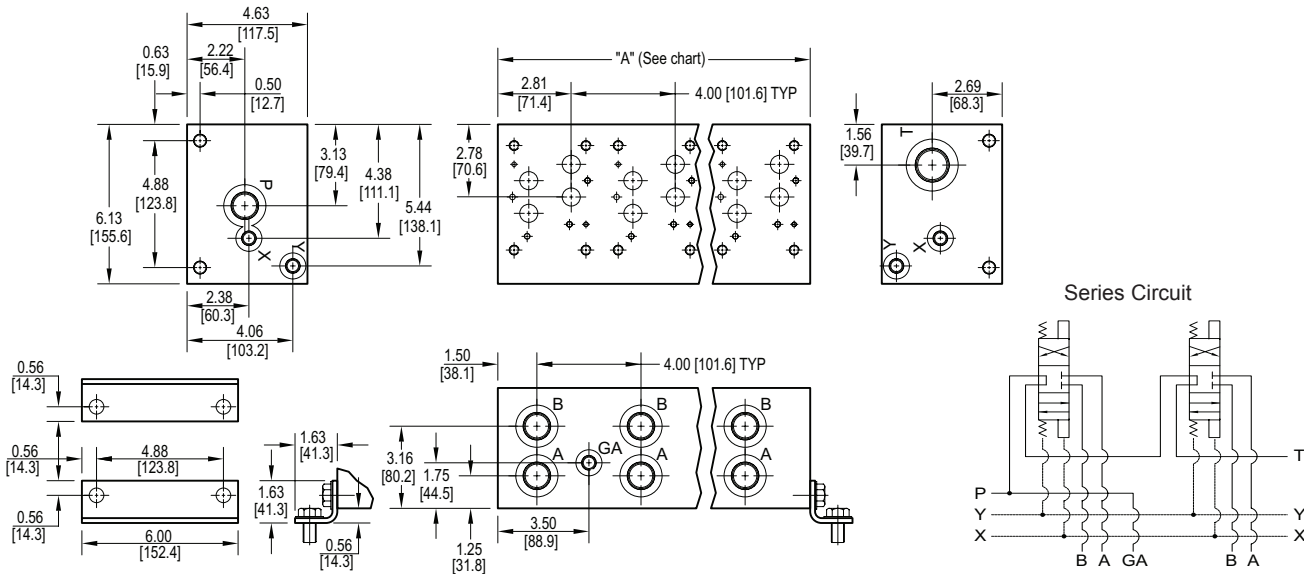 4.63
[117.5]
2.22
[56.4]
0.63
[15.9]
0.50
[12.7]
3.13
[79.4]
4.38
[111.1]
5.44
[138.1]
4.88
[123.8]
6.13
[155.6]
P
X
Y
2.38
[60.3]
4.06
[103.2]
"A" (See chart)
2.81
[71.4]
4.00 [101.6] TYP
2.78
[70.6]
2.69
[68.3]
1.56
[39.7]
T
Y
X
0.56
[14.3]
0.56
[14.3]
4.88
[123.8]
0.56
[14.3]
6.00
[152.4]
1.63
[41.3]
1.63
[41.3]
0.56
[14.3]
1.50
[38.1]
4.00 [101.6] TYP
B
B
B
GA
A
A
A
3.16
[80.2]
1.75
[44.5]
3.50
[88.9]
1.25
[31.8]
Series Circuit
T
P
Y
Y
X
X
B A GA B A